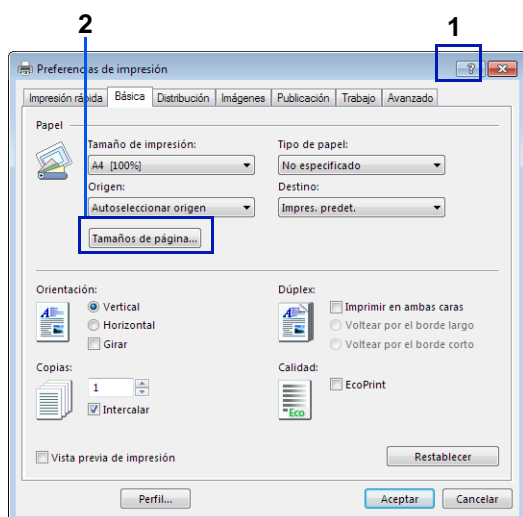 2
1
Preferencias de impresión
?
Impresión rápida Básica Distribución Imágenes Publicación Trabajo Avanzado
Papel
Tamaño de impresión: Tipo de papel:
A4 [100%] No especificado
Origen: Destino:
Autoseleccionar origen Impres. predet.
Tamaños de página...
Orientación: Dúplex:
Vertical Imprimir en ambas caras
Horizontal Voltear por el borde largo
Girar Voltear por el borde corto
Copias: Calidad:
1 EcoPrint
Intercalar
Eco
Vista previa de impresión Restablecer
Perfil... Aceptar Cancelar